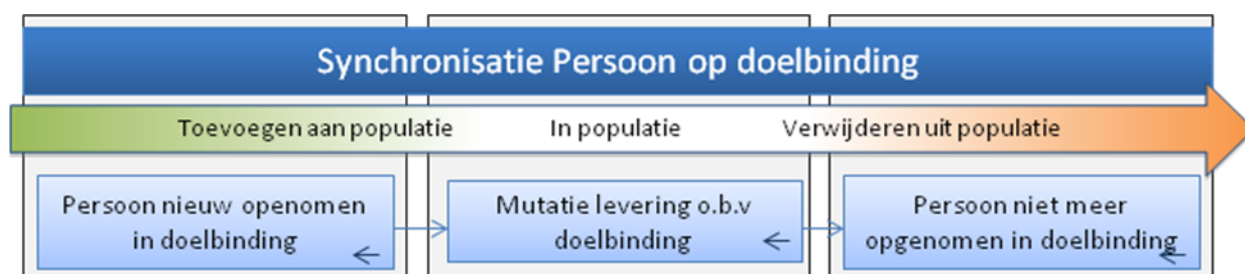 Synchronisatie Persoon op doelbinding
Toevoegen aan populatie
In populatie
Verwijderen uit populatie
Persoon nieuw openomen
in doelbinding
Mutatie levering o.b.v
doelbinding
Persoon niet meer
opgenomen in doelbinding